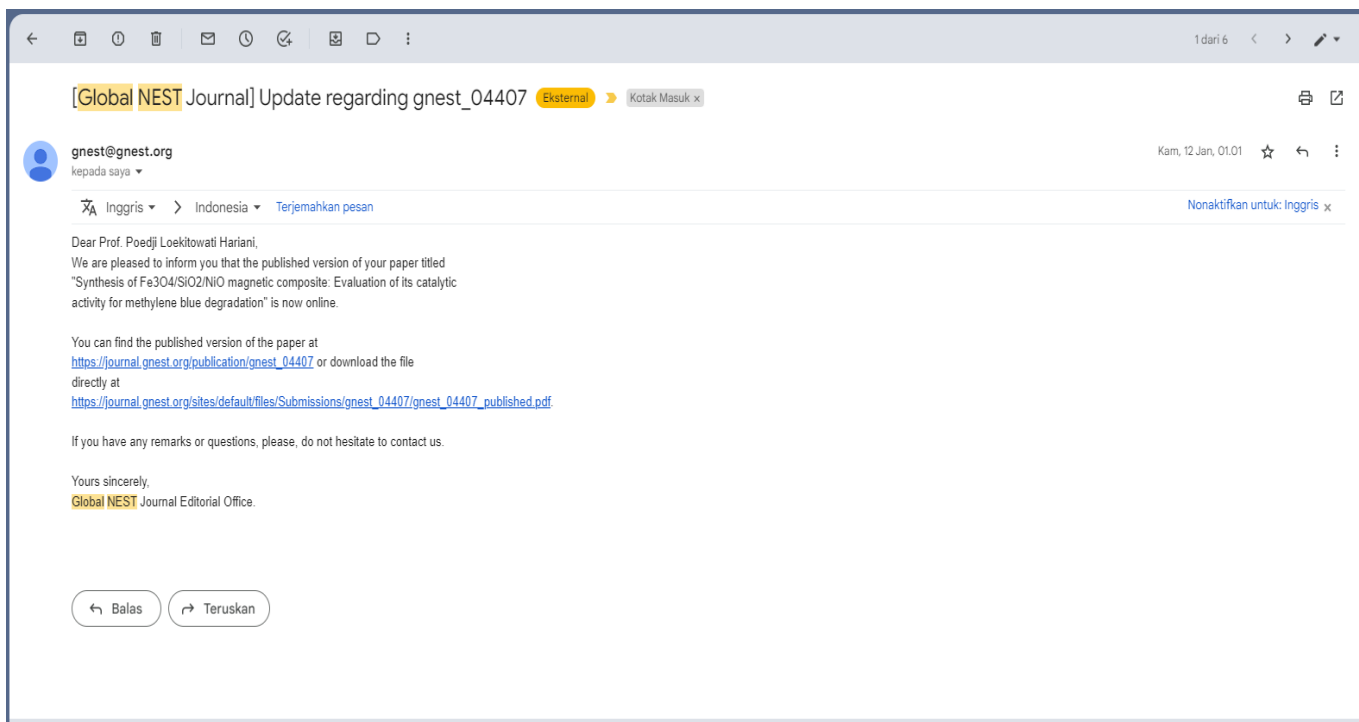 1 dari 6
[Global NEST Journal] Update regarding gnest_04407 Eksternal Kotak Masuk x
gnest@gnest.org
Kam, 12 Jan, 01.01
kepada saya
Inggris Indonesia Terjemahkan pesan Nonaktifkan untuk: Inggris x
Dear Prof. Poedji Loekitowati Hariani,
We are pleased to inform you that the published version of your paper titled
"Synthesis of Fe3O4/SiO2/NiO magnetic composite: Evaluation of its catalytic
activity for methylene blue degradation" is now online.
You can find the published version of the paper at
https://journal.gnest.org/publication/gnest_04407 or download the file
directly at
https://journal.gnest.org/sites/default/files/Submissions/gnest_04407/gnest_04407_published.pdf.
If you have any remarks or questions, please, do not hesitate to contact us.
Yours sincerely,
Global NEST Journal Editorial Office.
Balas Teruskan